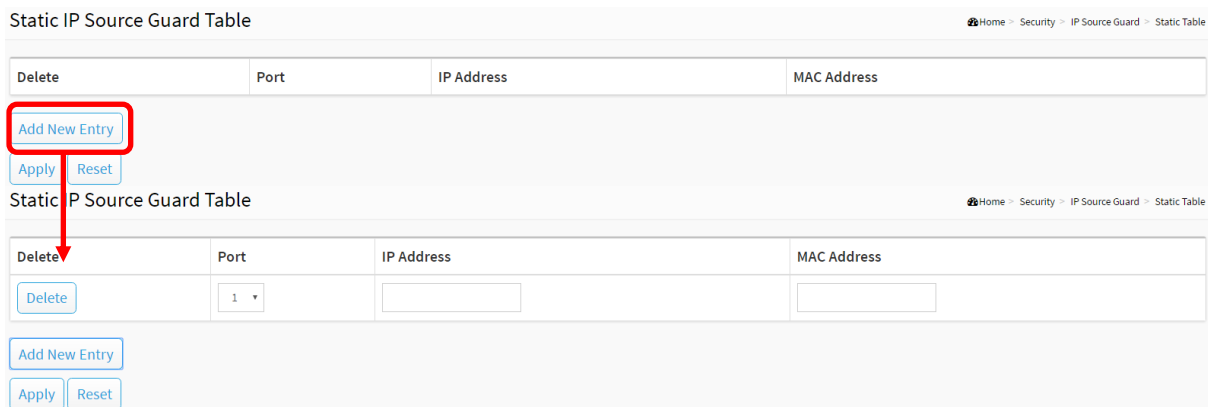 Static IP Source Guard Table
Home > Security > IP Source Guard > Static Table
Delete Port IP Address MAC Address
Add New Entry
Apply Reset
Static IP Source Guard Table
Home > Security > IP Source Guard > Static Table
Delete Port IP Address MAC Address
Delete 1
Add New Entry
Apply Reset